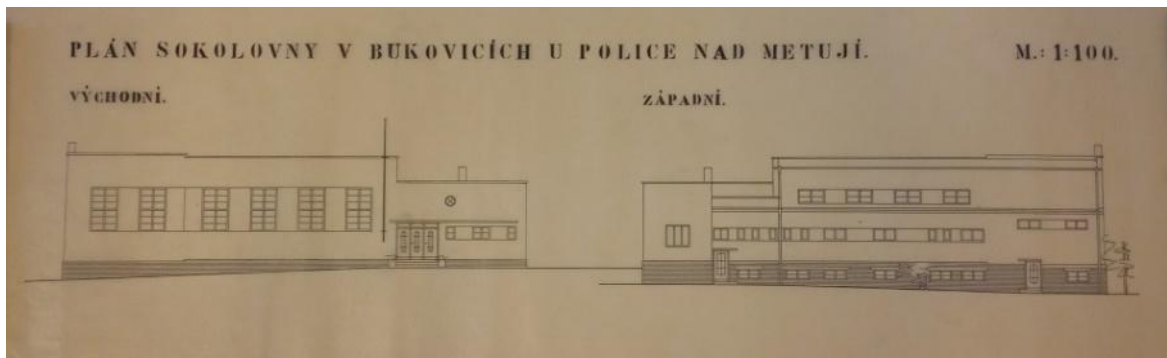 PLÁN SOKOLOVNY V BUKOVICÍCH U POLICE NAD METUJÍ. M.: 1:100.
VÝCHODNÍ. ZÁPADNÍ.